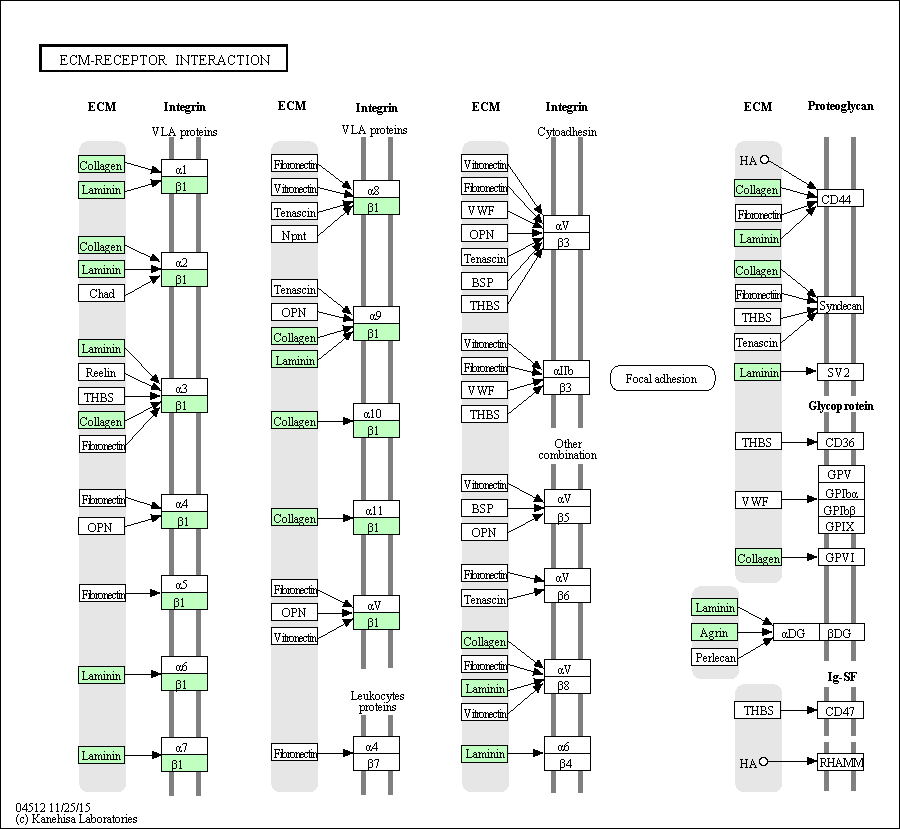 ECM-RECEPTOR INTERACTION
ECM
Integrin
VLA proteins
Collagen
Laminin
α1
β1
Collagen
Laminin
Chad
α2
β1
Laminin
Reelin
THBS
Collagen
Fibronectin
α3
β1
Fibronectin
OPN
α4
β1
Fibronectin
α5
β1
Laminin
α6
β1
Laminin
α7
β1
ECM
Integrin
VLA proteins
Fibronectin
Vitronectin
Tenascin
Npnt
α8
β1
Tenascin
OPN
Collagen
Laminin
α9
β1
Collagen
α10
β1
Collagen
α11
β1
Fibronectin
OPN
Vitronectin
αV
β1
Leukocytes
proteins
Fibronectin
α4
β7
ECM
Integrin
Cytoadhesin
Vitronectin
Fibronectin
VWF
OPN
Tenascin
BSP
THBS
αV
β3
Vitronectin
Fibronectin
VWF
THBS
αIIb
β3
Other
combination
Vitronectin
BSP
OPN
αV
β5
Fibronectin
Tenascin
αV
β6
Collagen
Fibronectin
Laminin
Vitronectin
αV
β8
Laminin
α6
β4
Focal adhesion
ECM
Proteoglycan
HA
Collagen
Fibronectin
Laminin
CD44
Collagen
Fibronectin
THBS
Tenascin
Syndecan
Laminin
SV2
Glycoprotein
THBS
CD36
VWF
GPV
GPIbα
GPIbβ
GPIX
Collagen
GPVI
Laminin
Agrin
Perlecan
αDG
βDG
Ig-SF
THBS
CD47
HA
RHAMM
04512 11/25/15
(c) Kanehisa Laboratories